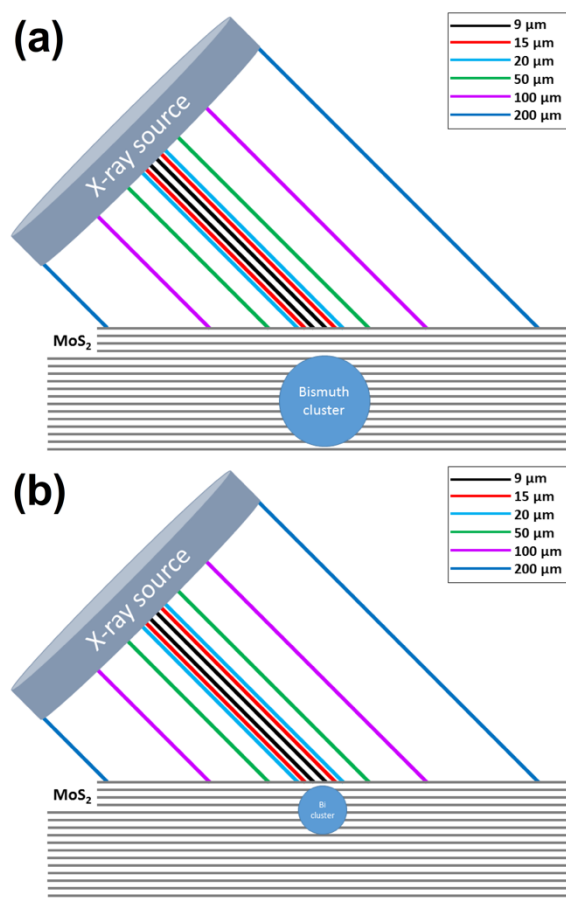 (a)
X-ray source
9 µm
15 µm
20 µm
50 µm
100 µm
200 µm
MoS₂
Bismuth
cluster
(b)
X-ray source
9 µm
15 µm
20 µm
50 µm
100 µm
200 µm
MoS₂
Bi
cluster